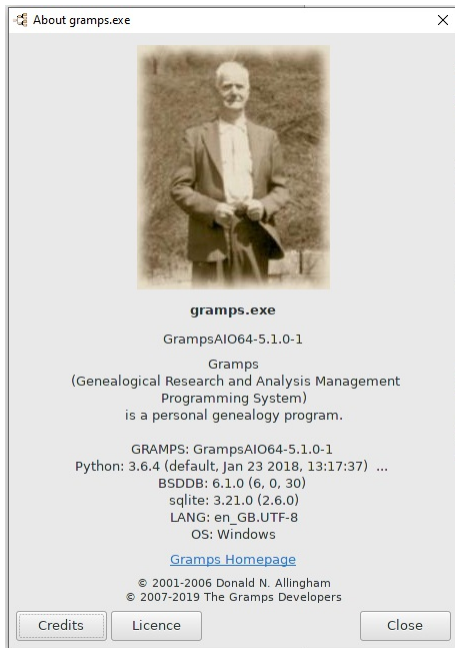 About gramps.exe
gramps.exe
GrampsAIO64-5.1.0-1
Gramps
(Genealogical Research and Analysis Management
Programming System)
is a personal genealogy program.
GRAMPS: GrampsAIO64-5.1.0-1
Python: 3.6.4 (default, Jan 23 2018, 13:17:37)  ...
BSDDB: 6.1.0 (6, 0, 30)
sqlite: 3.21.0 (2.6.0)
LANG: en_GB.UTF-8
OS: Windows
Gramps Homepage
© 2001-2006 Donald N. Allingham
© 2007-2019 The Gramps Developers
Credits
Licence
Close